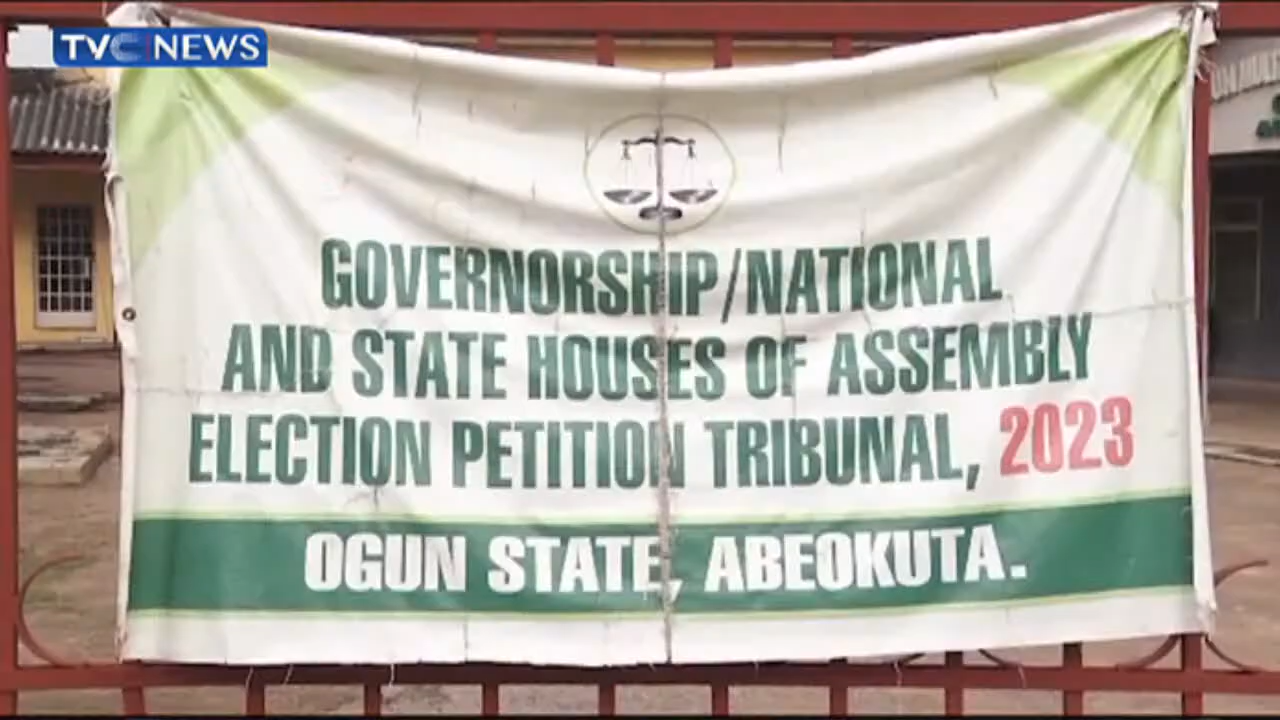 TVC NEWS
GOVERNORSHIP/NATIONAL
AND STATE HOUSES OF ASSEMBLY
ELECTION PETITION TRIBUNAL, 2023
OGUN STATE, ABEOKUTA.